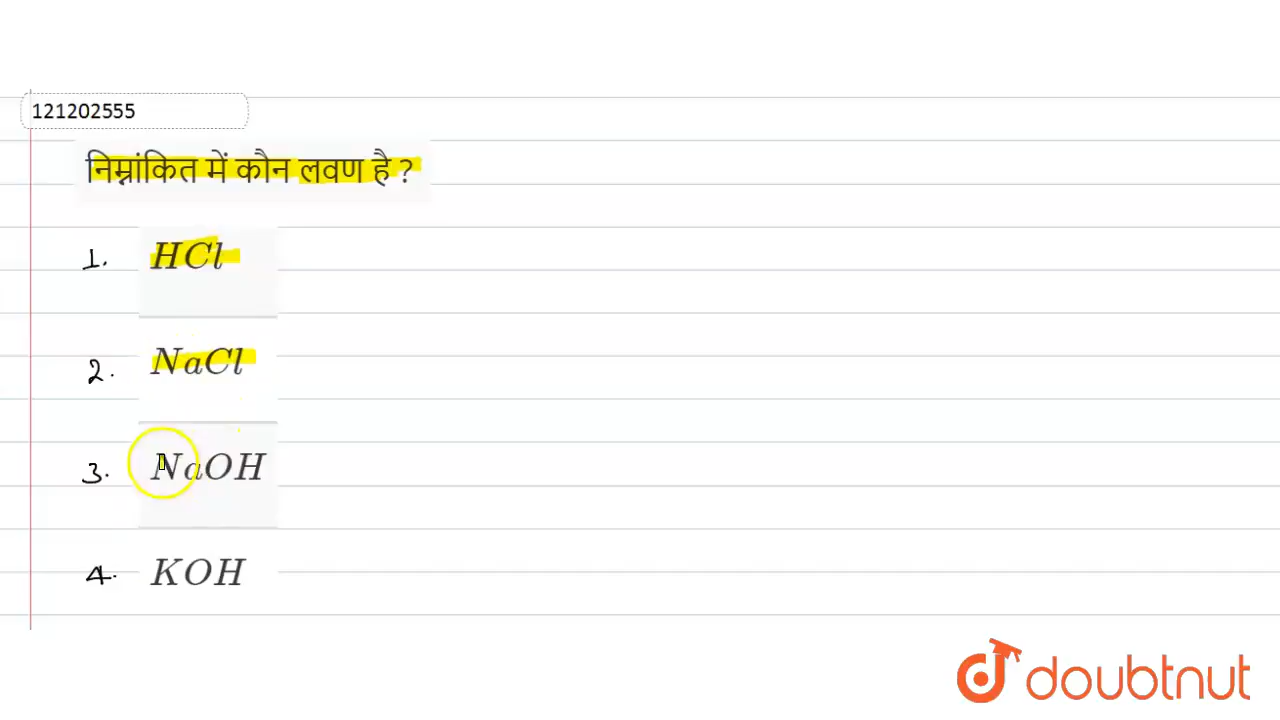 121202555
निम्नांकित में कौन लवण है ?
1. HCl
2. NaCl
3. NaOH
4. KOH
doubtnut